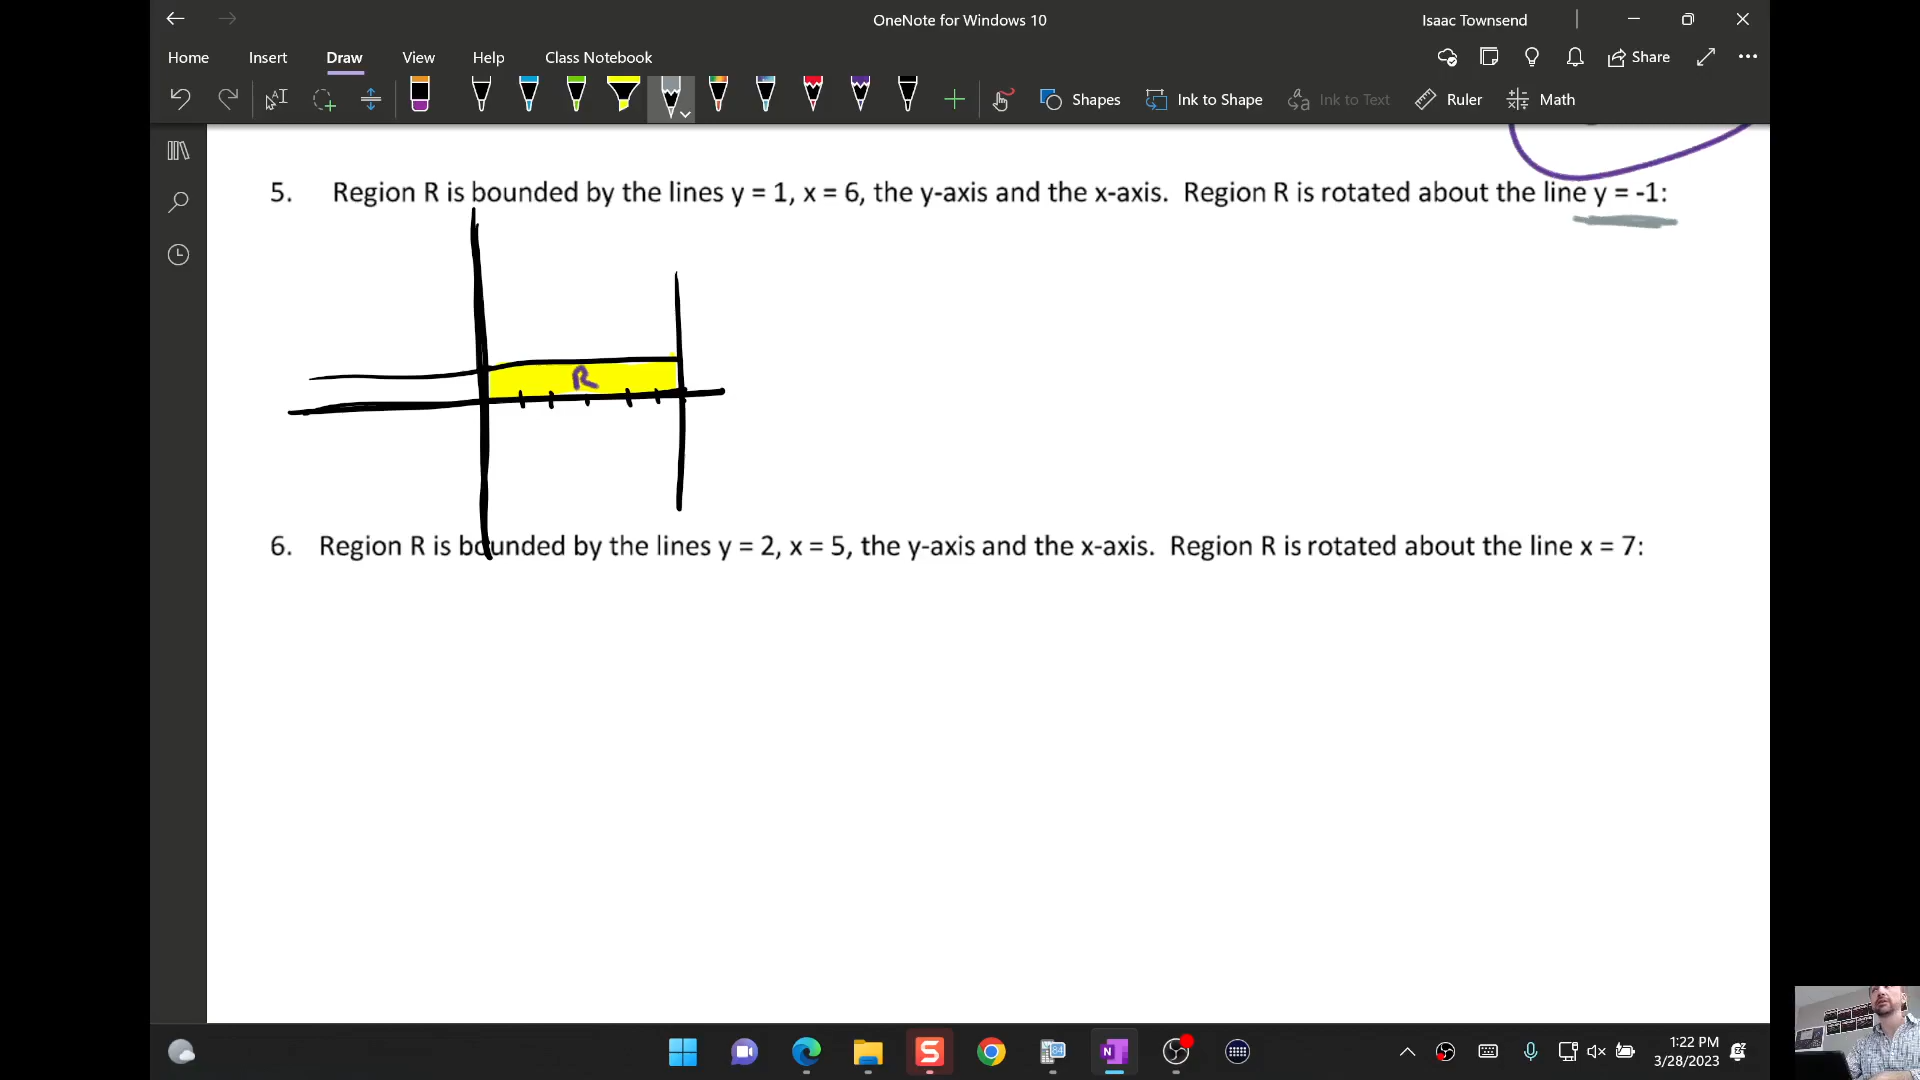 OneNote for Windows 10
Isaac Townsend
Home Insert Draw View Help Class Notebook
Share
Shapes Ink to Shape Ink to Text Ruler Math
5. Region R is bounded by the lines y = 1, x = 6, the y-axis and the x-axis. Region R is rotated about the line y = -1:
R
6. Region R is bounded by the lines y = 2, x = 5, the y-axis and the x-axis. Region R is rotated about the line x = 7:
1:22 PM
3/28/2023